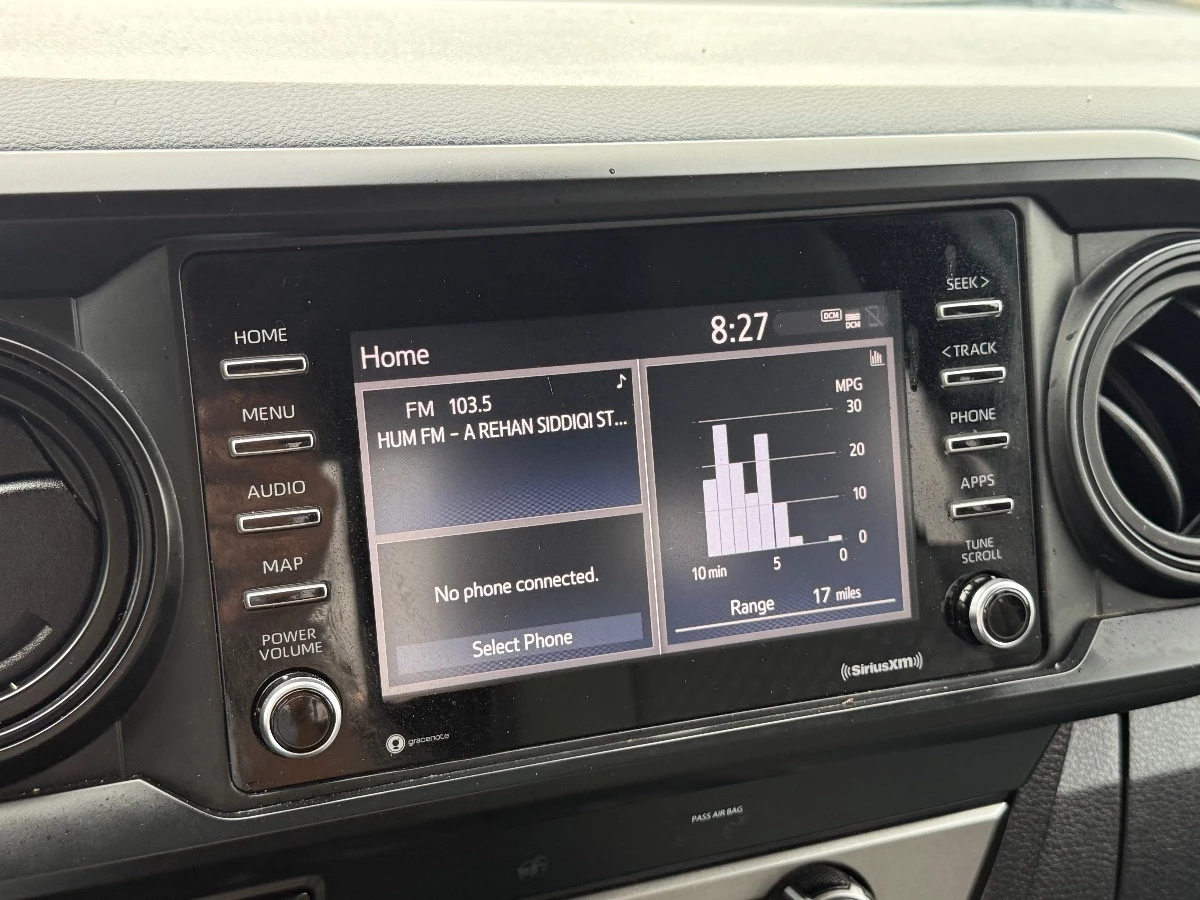 HOME
MENU
AUDIO
MAP
POWER
VOLUME
Home
8:27
DCM
DCM
FM 103.5
HUM FM – A REHAN SIDDIQI ST...
No phone connected.
Select Phone
MPG
30
20
10
0
10 min
5
0
Range 17 miles
SEEK >
< TRACK
PHONE
APPS
TUNE
SCROLL
((SiriusXM))
gracenote
PASS AIR BAG